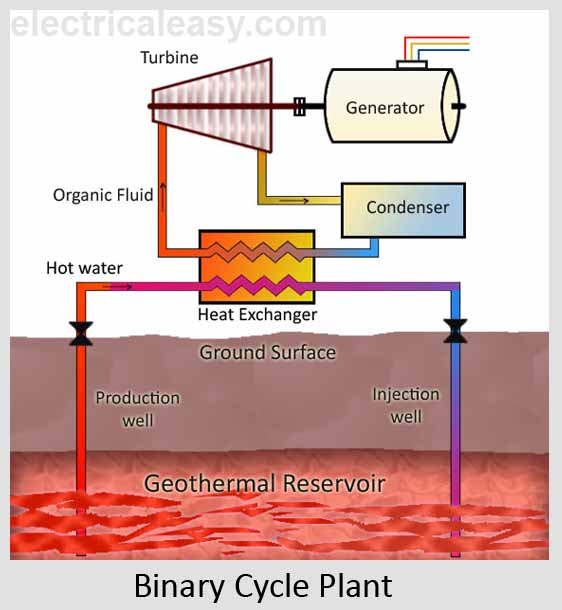 electricaleasy.com
Turbine
Generator
Organic Fluid
Condenser
Hot water
Heat Exchanger
Ground Surface
Production
well
Injection
well
Geothermal Reservoir
Binary Cycle Plant